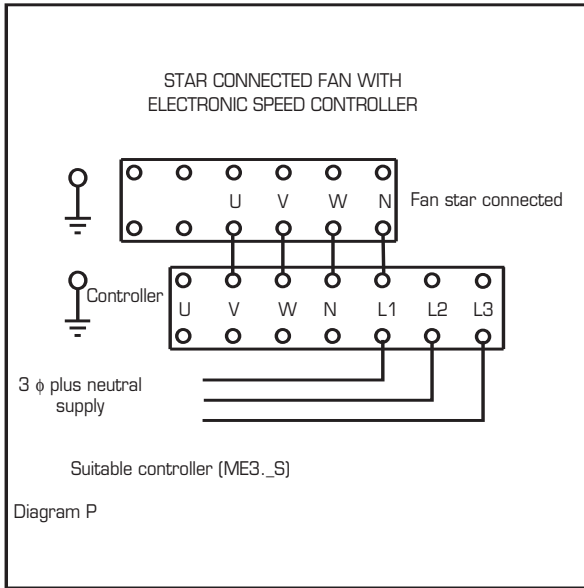 STAR CONNECTED FAN WITH
ELECTRONIC SPEED CONTROLLER
U V W N
Fan star connected
Controller
U V W N L1 L2 L3
3 ϕ plus neutral
supply
Suitable controller (ME3._S)
Diagram P